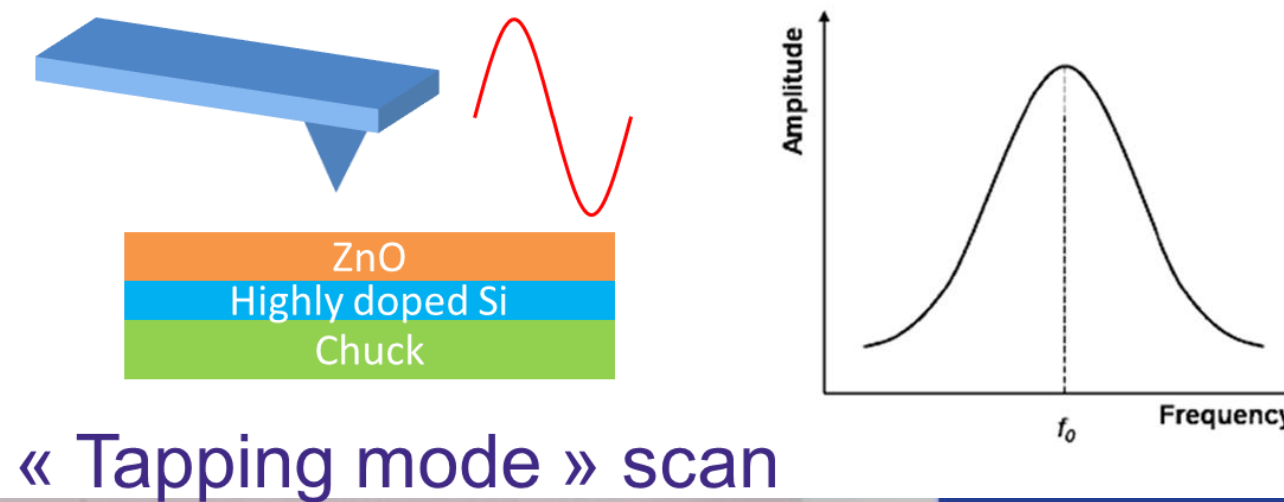 Amplitude
ZnO
Highly doped Si
Chuck
f₀
Frequency
« Tapping mode » scan